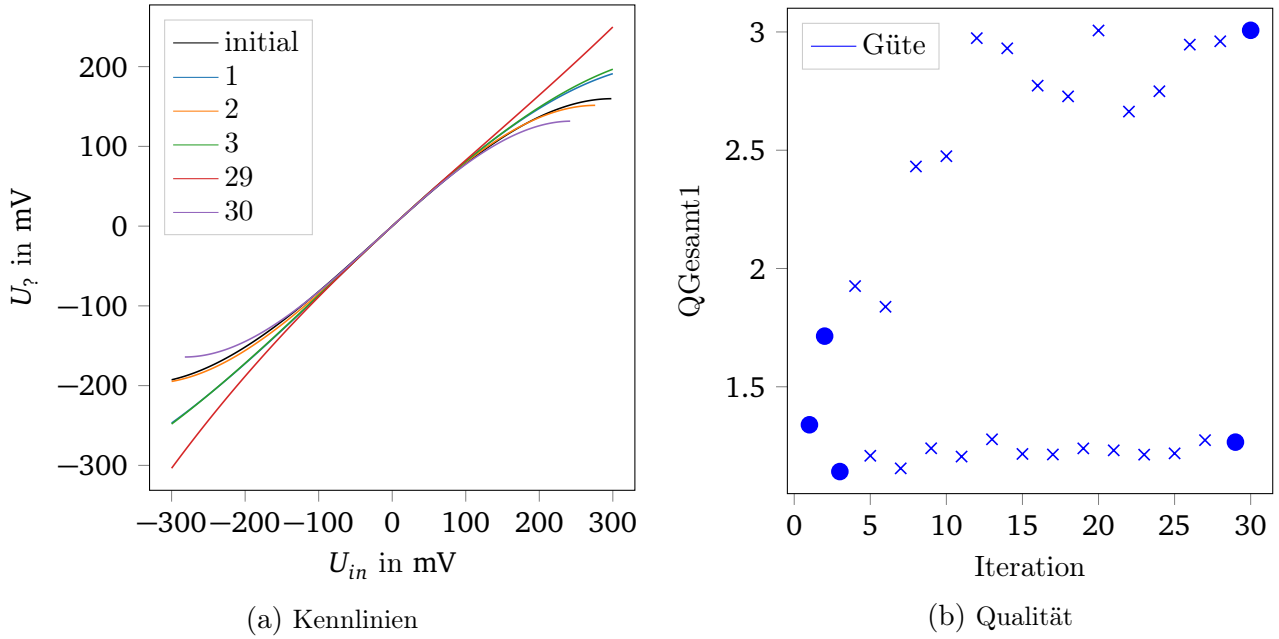 initial
1
2
3
29
30
200
100
0
−100
−200
−300
U? in mV
−300 −200 −100 0 100 200 300
Uin in mV
(a) Kennlinien
Güte
3
2.5
2
1.5
QGesamt1
0 5 10 15 20 25 30
Iteration
(b) Qualität